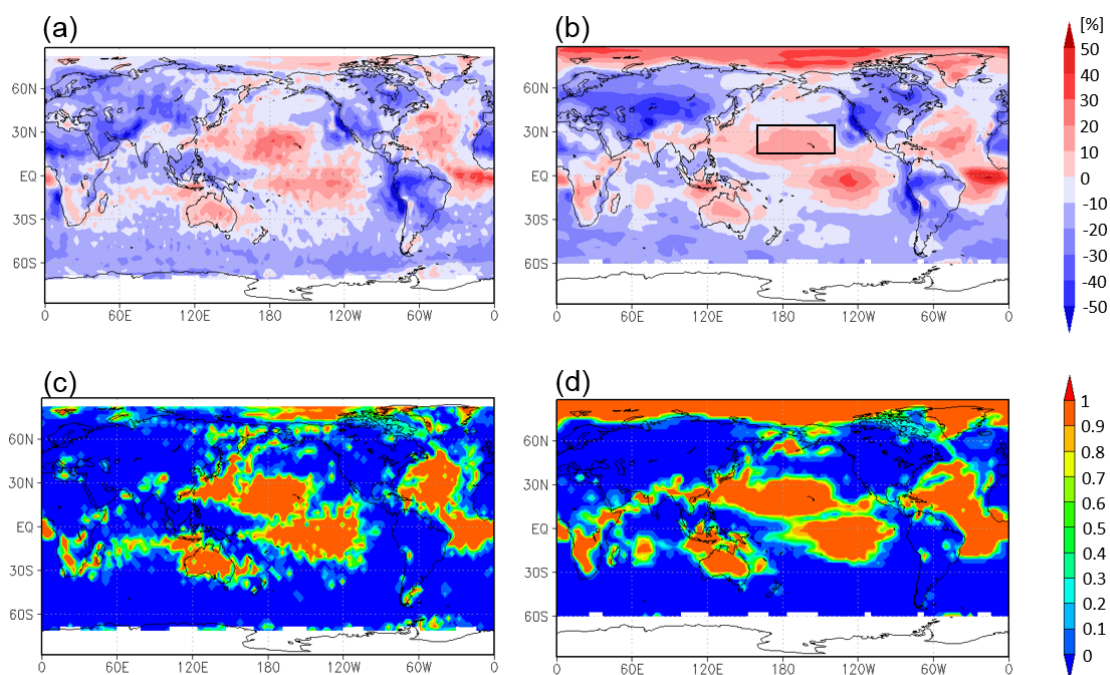 (a)
(b)
[%]
60N
30N
EQ
30S
60S
0
60E
120E
180
120W
60W
0
60N
30N
EQ
30S
60S
0
60E
120E
180
120W
60W
0
50
40
30
20
10
0
-10
-20
-30
-40
-50
(c)
(d)
60N
30N
EQ
30S
60S
0
60E
120E
180
120W
60W
0
60N
30N
EQ
30S
60S
0
60E
120E
180
120W
60W
0
1
0.9
0.8
0.7
0.6
0.5
0.4
0.3
0.2
0.1
0